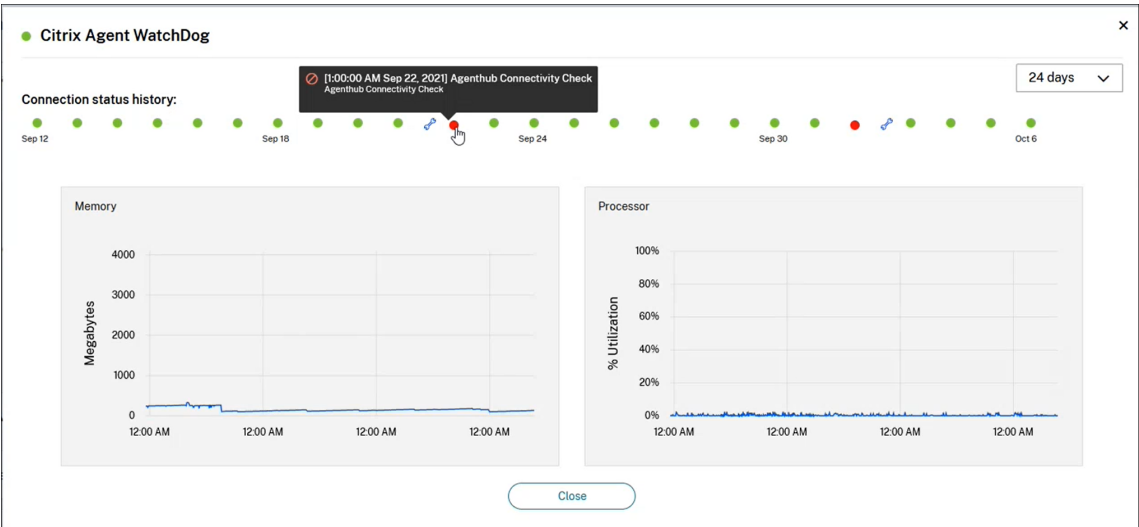 Citrix Agent WatchDog
[1:00:00 AM Sep 22, 2021] Agenthub Connectivity Check
Agenthub Connectivity Check
24 days
Connection status history:
Sep 12
Sep 18
Sep 24
Sep 30
Oct 6
Memory
Megabytes
4000
3000
2000
1000
0
12:00 AM
12:00 AM
12:00 AM
12:00 AM
Processor
% Utilization
100%
80%
60%
40%
20%
0%
12:00 AM
12:00 AM
12:00 AM
12:00 AM
Close